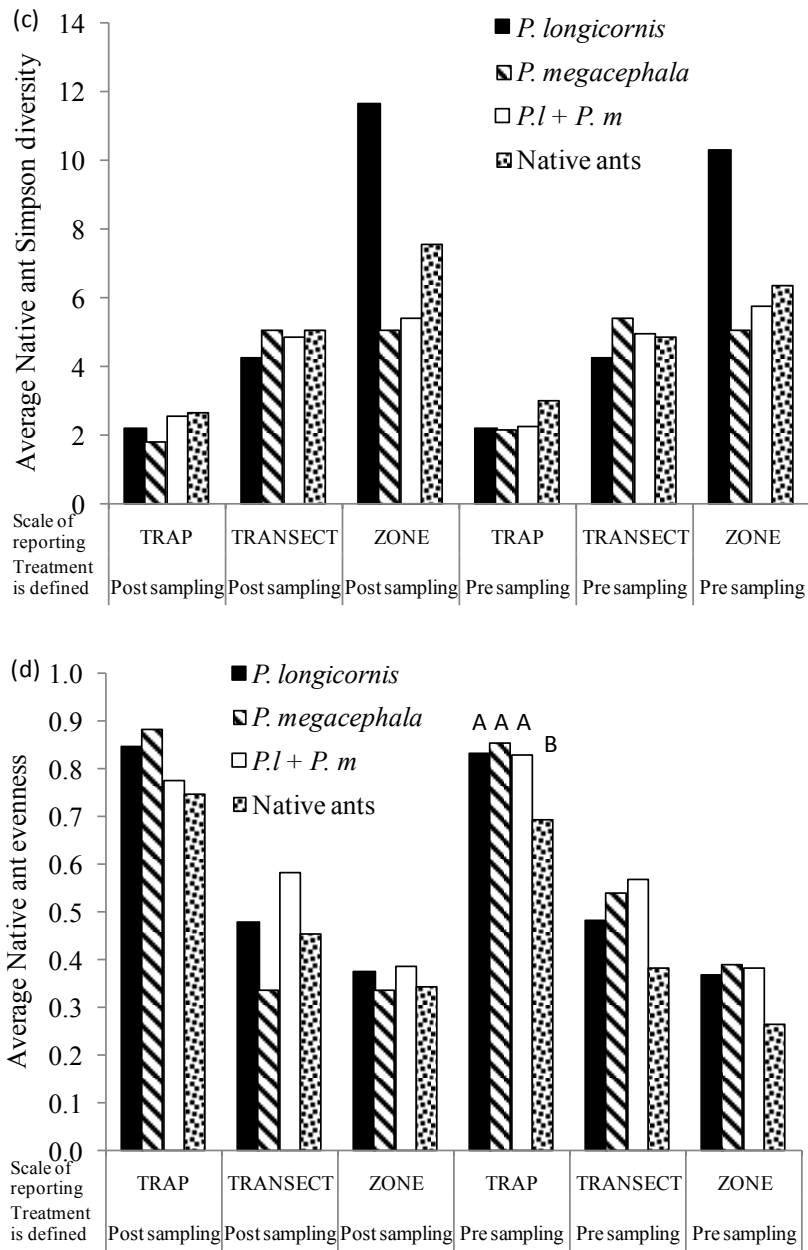 (c)
Average Native ant Simpson diversity
14
12
10
8
6
4
2
0
P. longicornis
P. megacephala
P.l + P. m
Native ants
Scale of reporting TRAP TRANSECT ZONE TRAP TRANSECT ZONE
Treatment is defined Post sampling Post sampling Post sampling Pre sampling Pre sampling Pre sampling
(d)
Average Native ant evenness
1.0
0.9
0.8
0.7
0.6
0.5
0.4
0.3
0.2
0.1
0.0
P. longicornis
P. megacephala
P.l + P. m
Native ants
A A A
B
Scale of reporting TRAP TRANSECT ZONE TRAP TRANSECT ZONE
Treatment is defined Post sampling Post sampling Post sampling Pre sampling Pre sampling Pre sampling